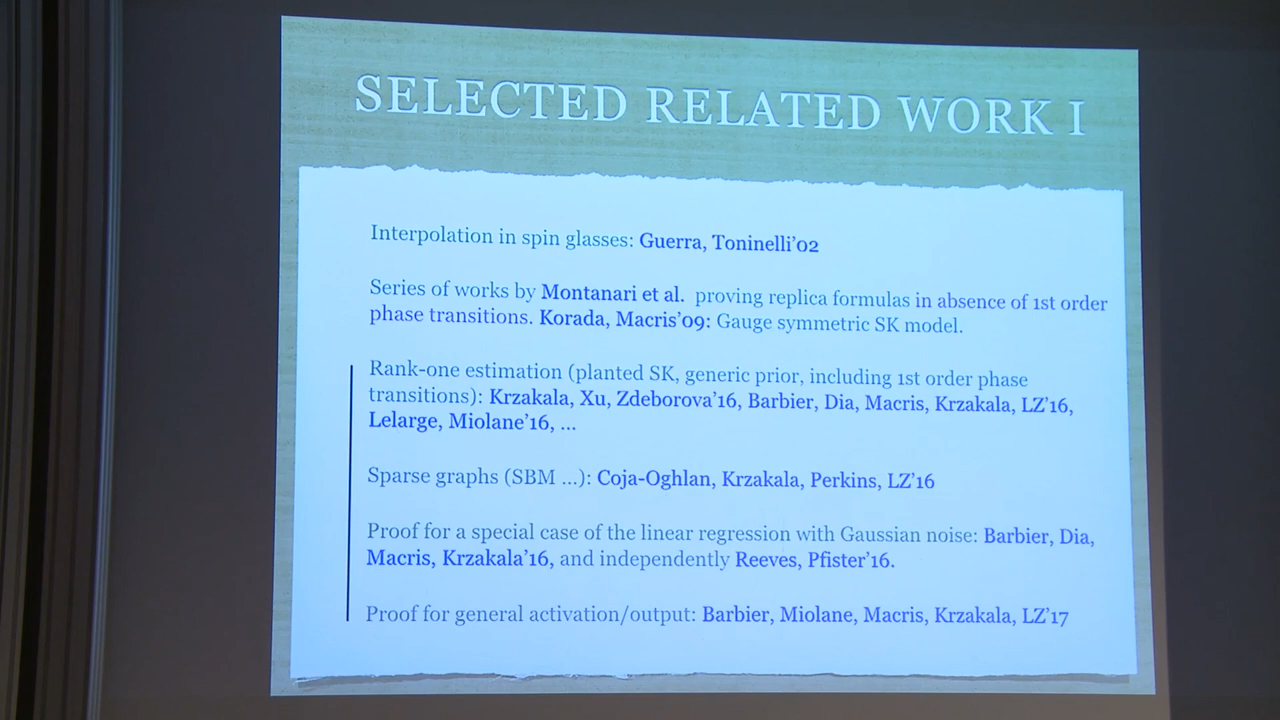 SELECTED RELATED WORK I
Interpolation in spin glasses: Guerra, Toninelli'02
Series of works by Montanari et al. proving replica formulas in absence of 1st order
phase transitions. Korada, Macris'09: Gauge symmetric SK model.
Rank-one estimation (planted SK, generic prior, including 1st order phase
transitions): Krzakala, Xu, Zdeborova'16, Barbier, Dia, Macris, Krzakala, LZ'16,
Lelarge, Miolane'16, ...
Sparse graphs (SBM ...): Coja-Oghlan, Krzakala, Perkins, LZ'16
Proof for a special case of the linear regression with Gaussian noise: Barbier, Dia,
Macris, Krzakala'16, and independently Reeves, Pfister'16.
Proof for general activation/output: Barbier, Miolane, Macris, Krzakala, LZ'17